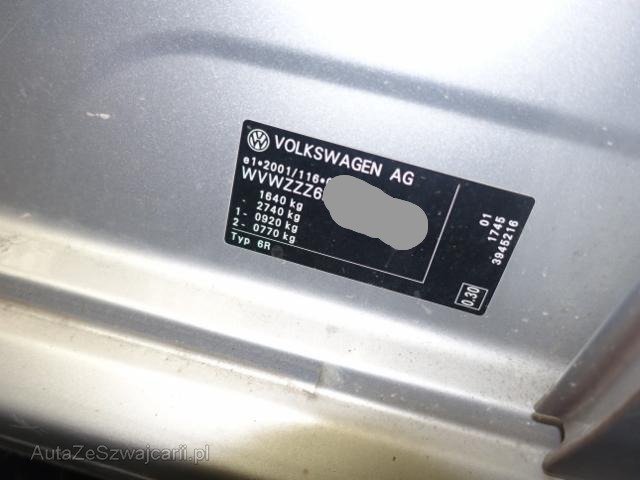 VOLKSWAGEN AG
e1*2001/116*
WVWZZZ6
1640 kg
2740 kg
1- 0920 kg
2- 0770 kg
Typ 6R
01
1745
3945216
0.30
AutaZeSzwajcarii.pl